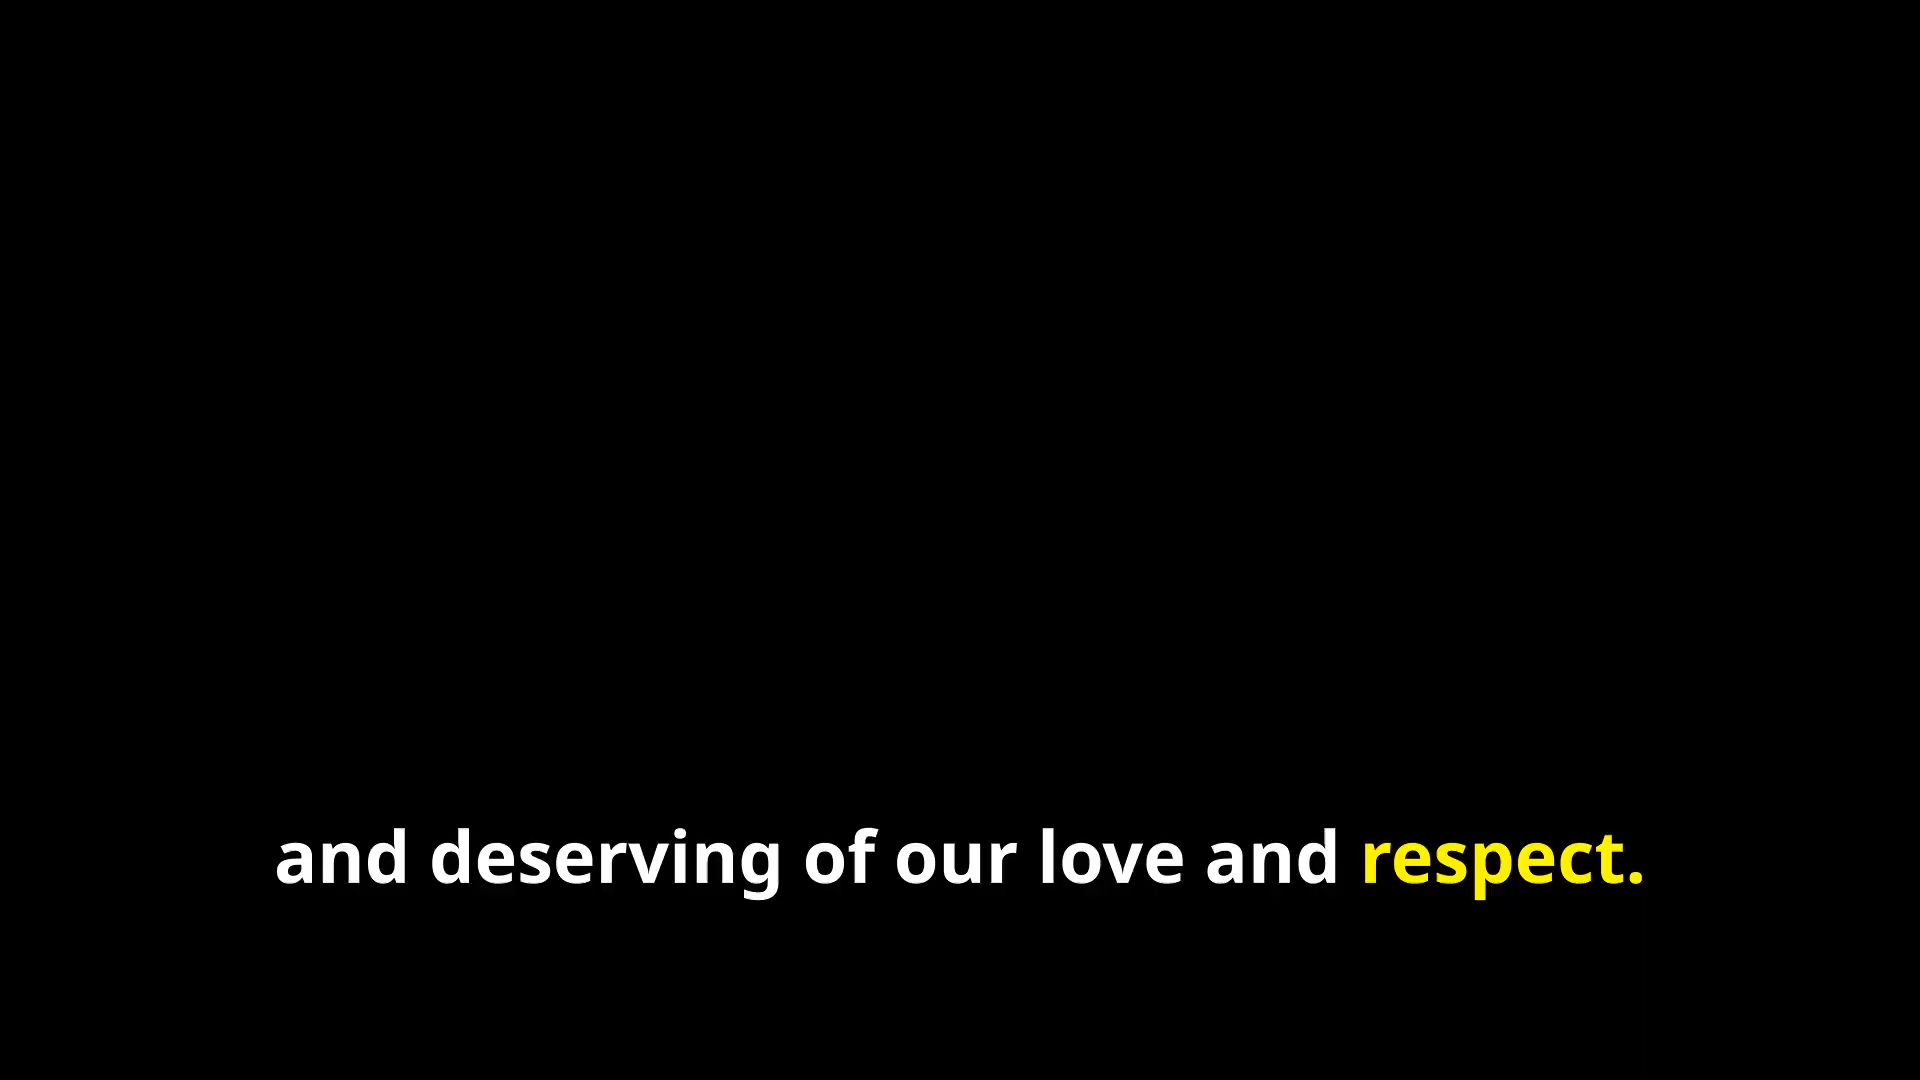 and deserving of our love and respect.